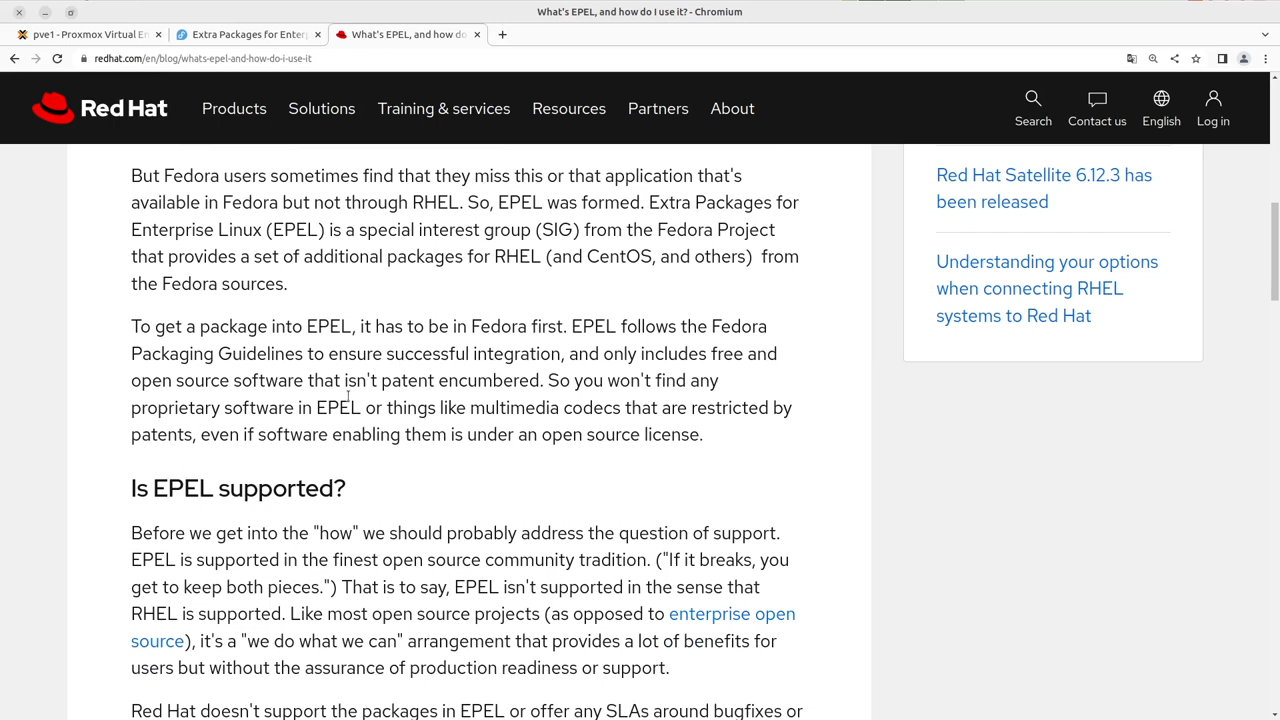 What's EPEL, and how do I use it? - Chromium
pve1 - Proxmox Virtual En
Extra Packages for Enter
What's EPEL, and how do
redhat.com/en/blog/whats-epel-and-how-do-i-use-it
Red Hat
Products
Solutions
Training & services
Resources
Partners
About
Search
Contact us
English
Log in
But Fedora users sometimes find that they miss this or that application that's
available in Fedora but not through RHEL. So, EPEL was formed. Extra Packages for
Enterprise Linux (EPEL) is a special interest group (SIG) from the Fedora Project
that provides a set of additional packages for RHEL (and CentOS, and others)  from
the Fedora sources.
To get a package into EPEL, it has to be in Fedora first. EPEL follows the Fedora
Packaging Guidelines to ensure successful integration, and only includes free and
open source software that isn't patent encumbered. So you won't find any
proprietary software in EPEL or things like multimedia codecs that are restricted by
patents, even if software enabling them is under an open source license.
Is EPEL supported?
Before we get into the "how" we should probably address the question of support.
EPEL is supported in the finest open source community tradition. ("If it breaks, you
get to keep both pieces.") That is to say, EPEL isn't supported in the sense that
RHEL is supported. Like most open source projects (as opposed to enterprise open
source), it's a "we do what we can" arrangement that provides a lot of benefits for
users but without the assurance of production readiness or support.
Red Hat doesn't support the packages in EPEL or offer any SLAs around bugfixes or
Red Hat Satellite 6.12.3 has
been released
Understanding your options
when connecting RHEL
systems to Red Hat